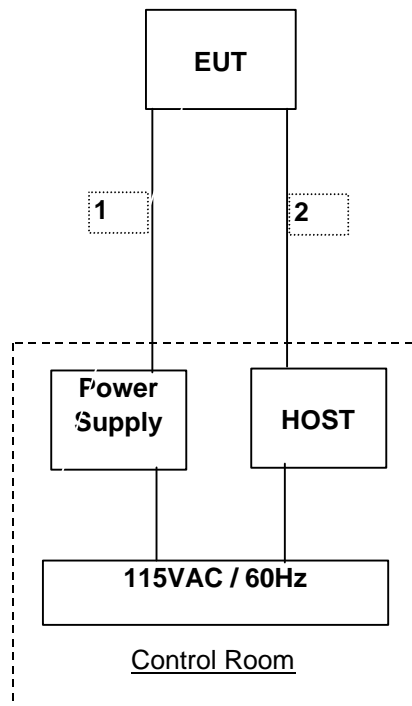 EUT
1
2
Power
Supply
HOST
115VAC / 60Hz
Control Room